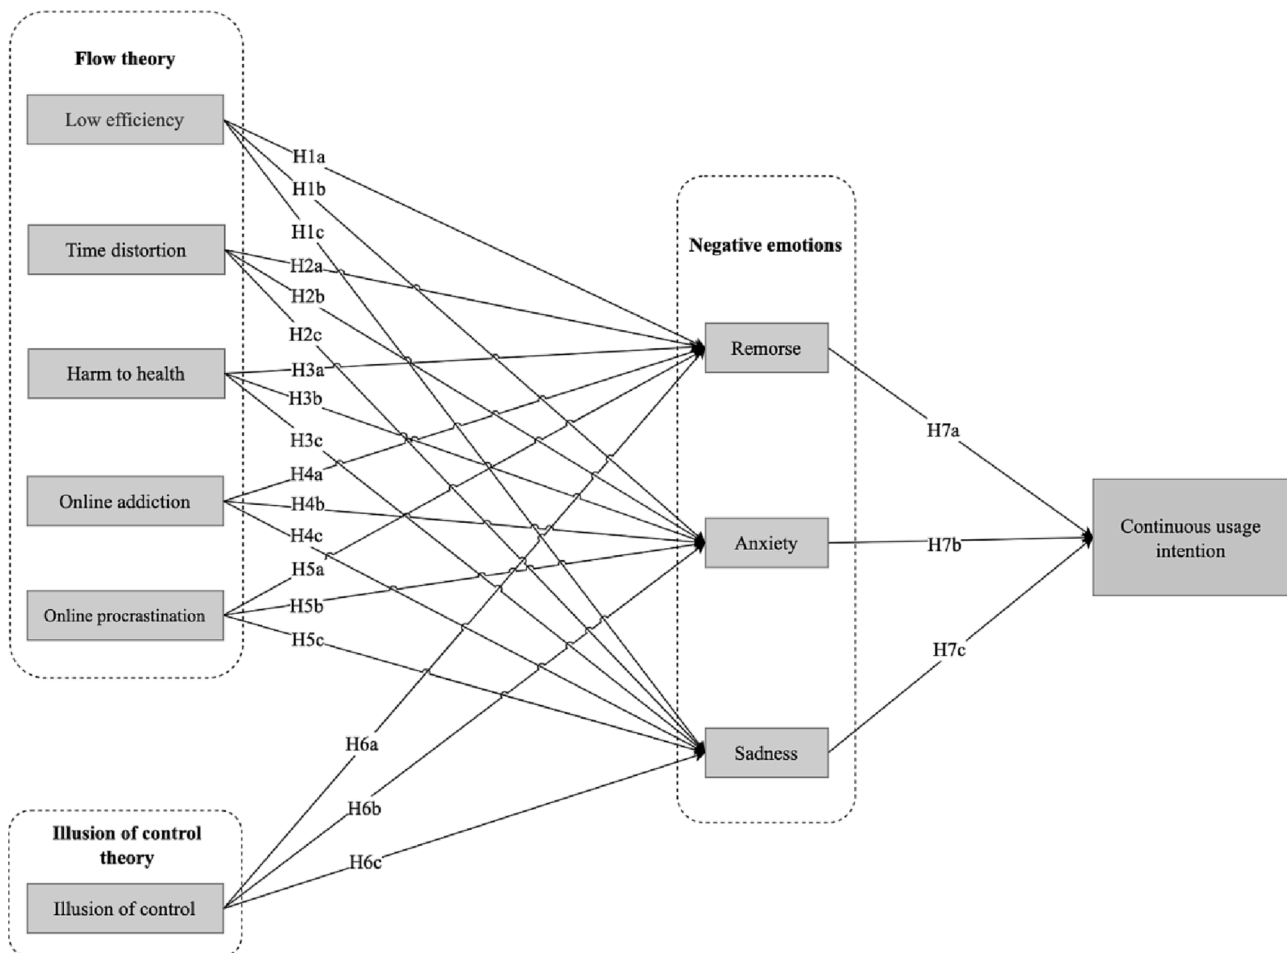 Flow theory
Low efficiency
Time distortion
Harm to health
Online addiction
Online procrastination
Illusion of control
theory
Illusion of control
H1a
H1b
H1c
H2a
H2b
H2c
H3a
H3b
H3c
H4a
H4b
H4c
H5a
H5b
H5c
H6a
H6b
H6c
Negative emotions
Remorse
Anxiety
Sadness
H7a
H7b
H7c
Continuous usage
intention